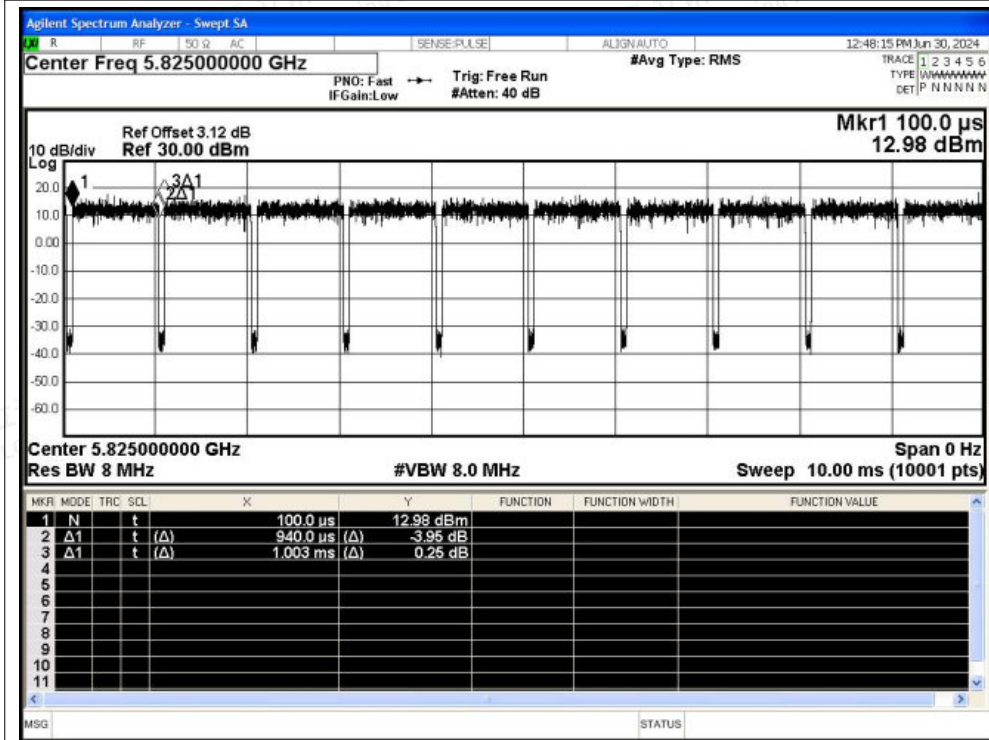 Agilent Spectrum Analyzer - Swept SA
LXI R RF 50 Ω AC SENSE:PULSE ALIGNAUTO 12:48:15 PM Jun 30, 2024
Center Freq 5.825000000 GHz #Avg Type: RMS TRACE 1 2 3 4 5 6
PNO: Fast Trig: Free Run TYPE WWWWWW
IFGain:Low #Atten: 40 dB DET P N N N N N
Mkr1 100.0 µs
Ref Offset 3.12 dB
10 dB/div Ref 30.00 dBm 12.98 dBm
Log
1 3Δ1
20.0 2Δ1
10.0
0.00
-10.0
-20.0
-30.0
-40.0
-50.0
-60.0
Center 5.825000000 GHz Span 0 Hz
Res BW 8 MHz #VBW 8.0 MHz Sweep 10.00 ms (10001 pts)
MKR MODE TRC SCL X Y FUNCTION FUNCTION WIDTH FUNCTION VALUE
1 N t 100.0 µs 12.98 dBm
2 Δ1 t (Δ) 940.0 µs (Δ) -3.95 dB
3 Δ1 t (Δ) 1.003 ms (Δ) 0.25 dB
4
5
6
7
8
9
10
11
MSG STATUS